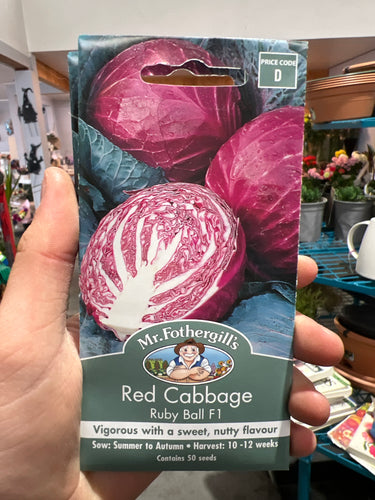 PRICE CODE
D
Mr. Fothergill's
Red Cabbage
Ruby Ball F1
Vigorous with a sweet, nutty flavour
Sow: Summer to Autumn • Harvest: 10 -12 weeks
Contains 50 seeds